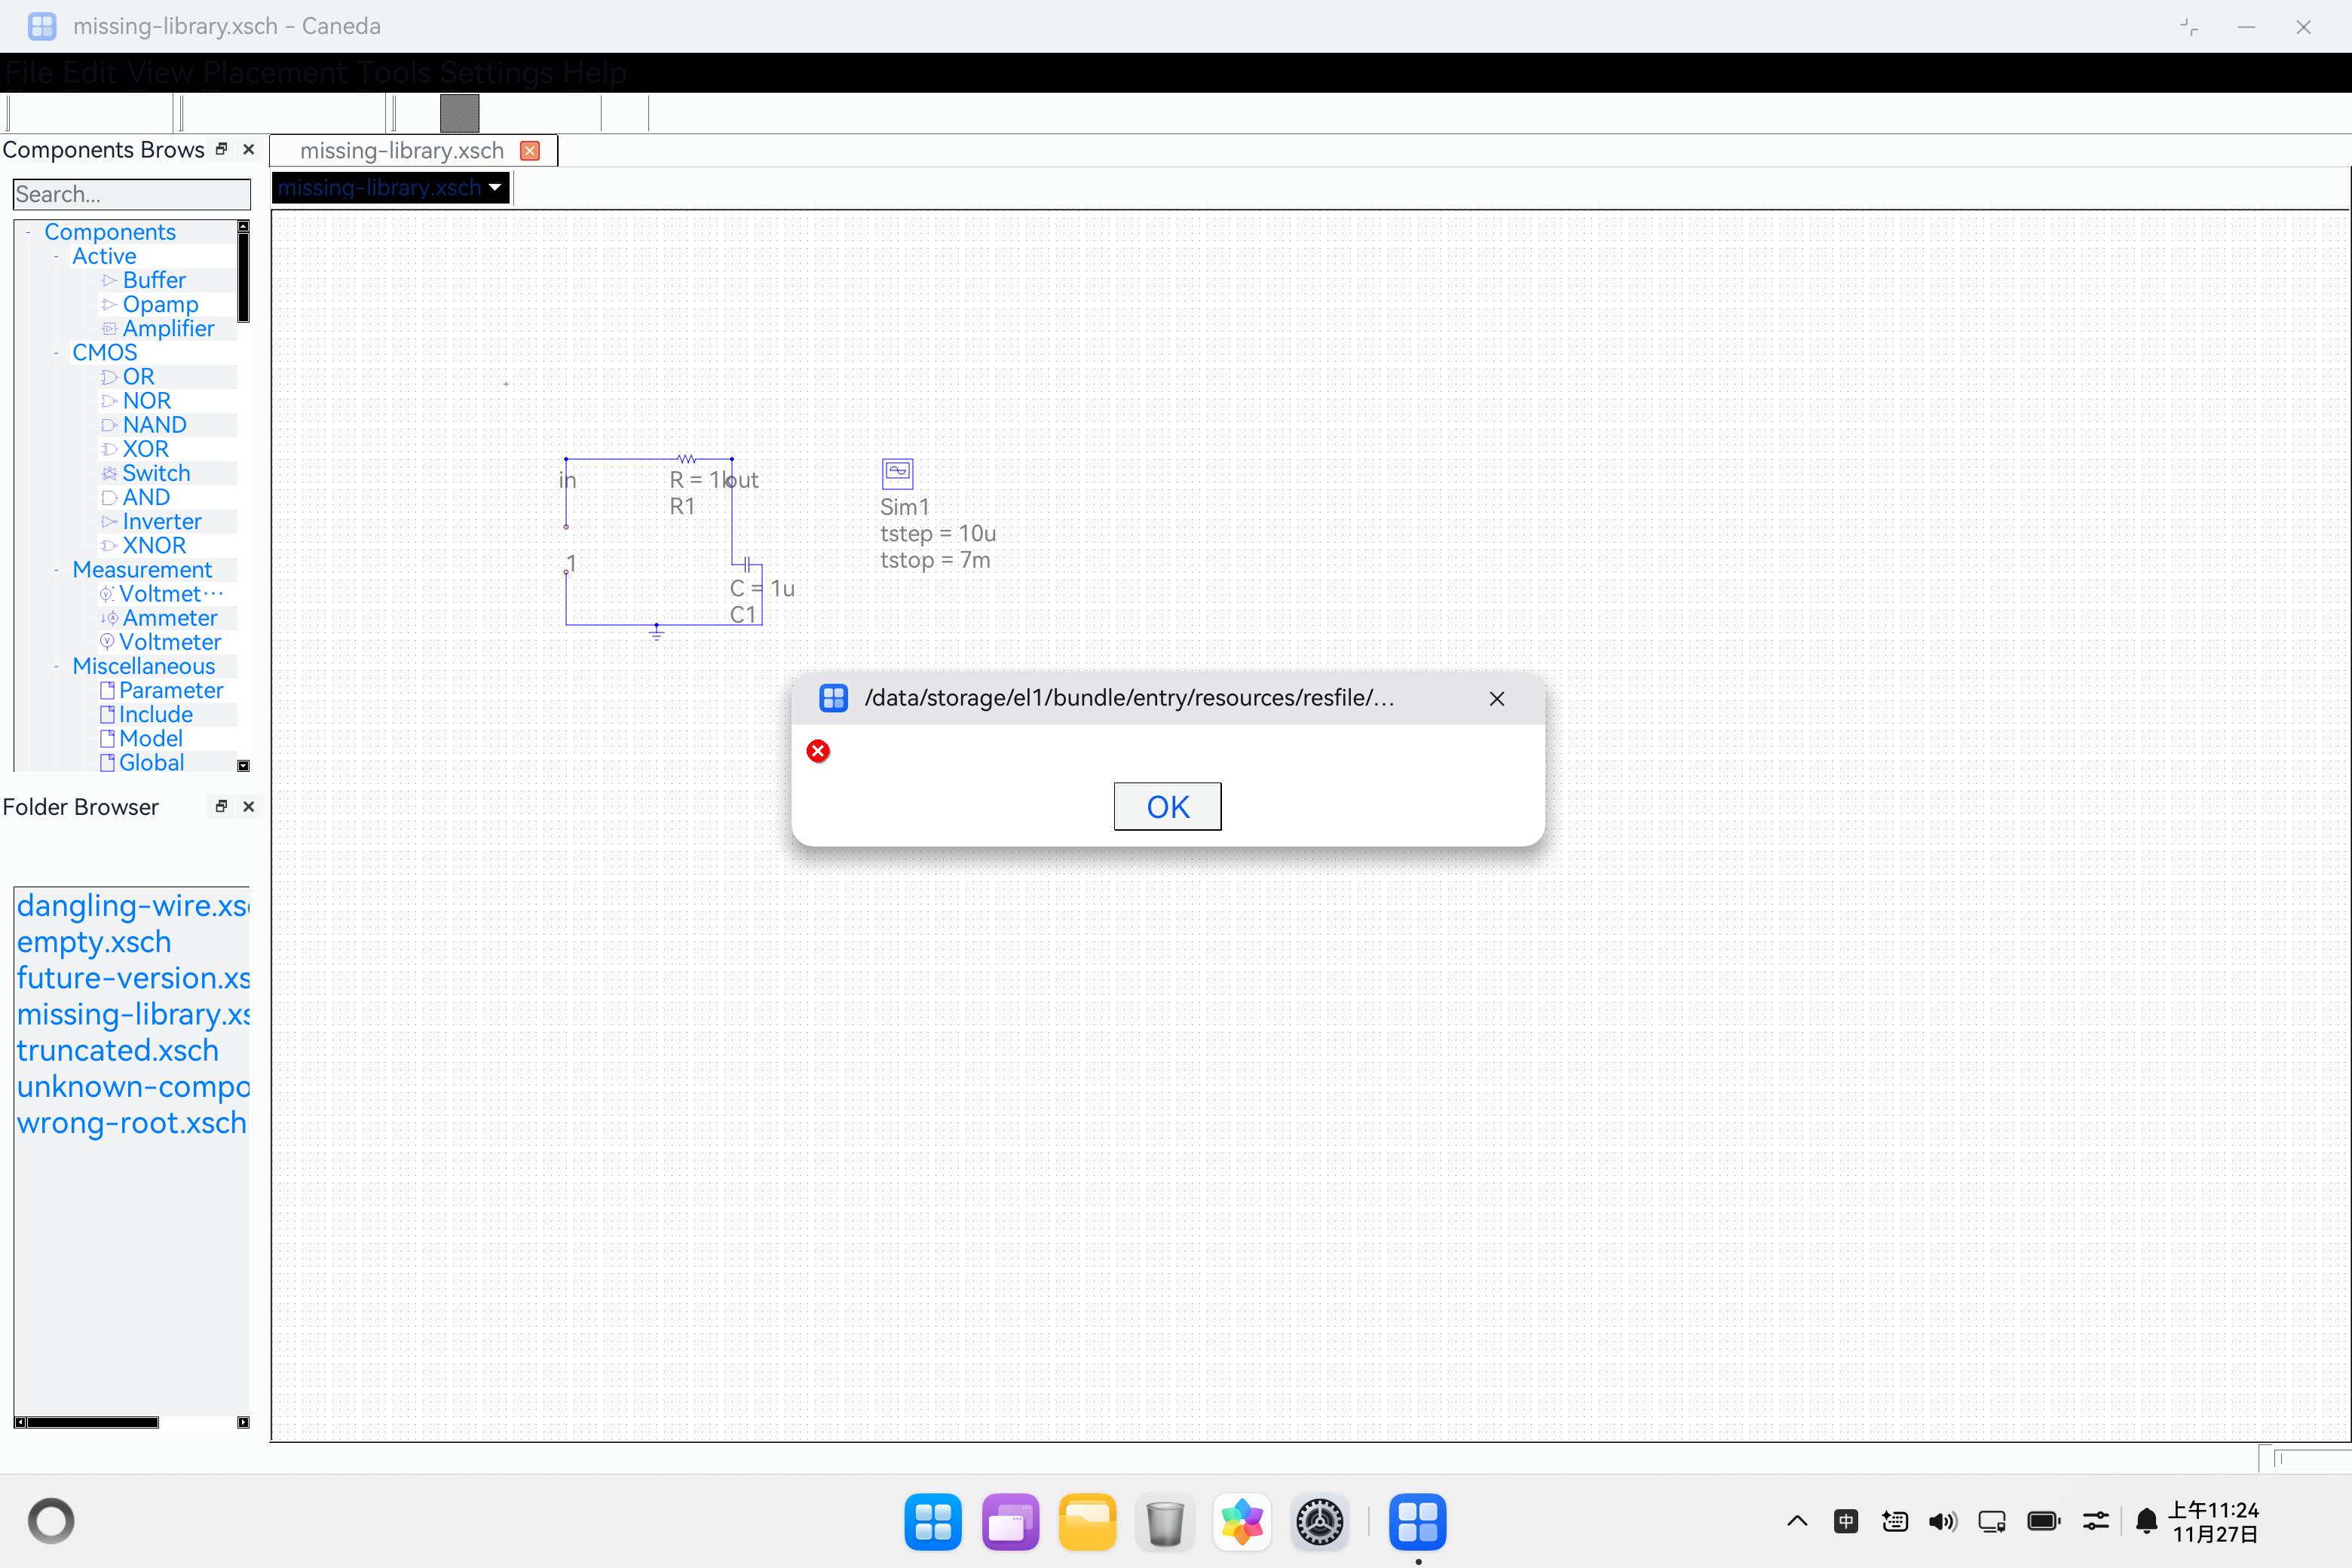 missing-library.xsch - Caneda
File Edit View Placement Tools Settings Help
Components Brows
missing-library.xsch
Search...
missing-library.xsch
Components
Active
Buffer
Opamp
Amplifier
CMOS
OR
NOR
NAND
XOR
Switch
AND
Inverter
XNOR
Measurement
Voltmet···
Ammeter
Voltmeter
Miscellaneous
Parameter
Include
Model
Global
in
R = 1k
out
R1
1
C = 1u
C1
Sim1
tstep = 10u
tstop = 7m
/data/storage/el1/bundle/entry/resources/resfile/...
OK
Folder Browser
dangling-wire.xs
empty.xsch
future-version.xs
missing-library.xs
truncated.xsch
unknown-compo
wrong-root.xsch
中
上午11:24
11月27日